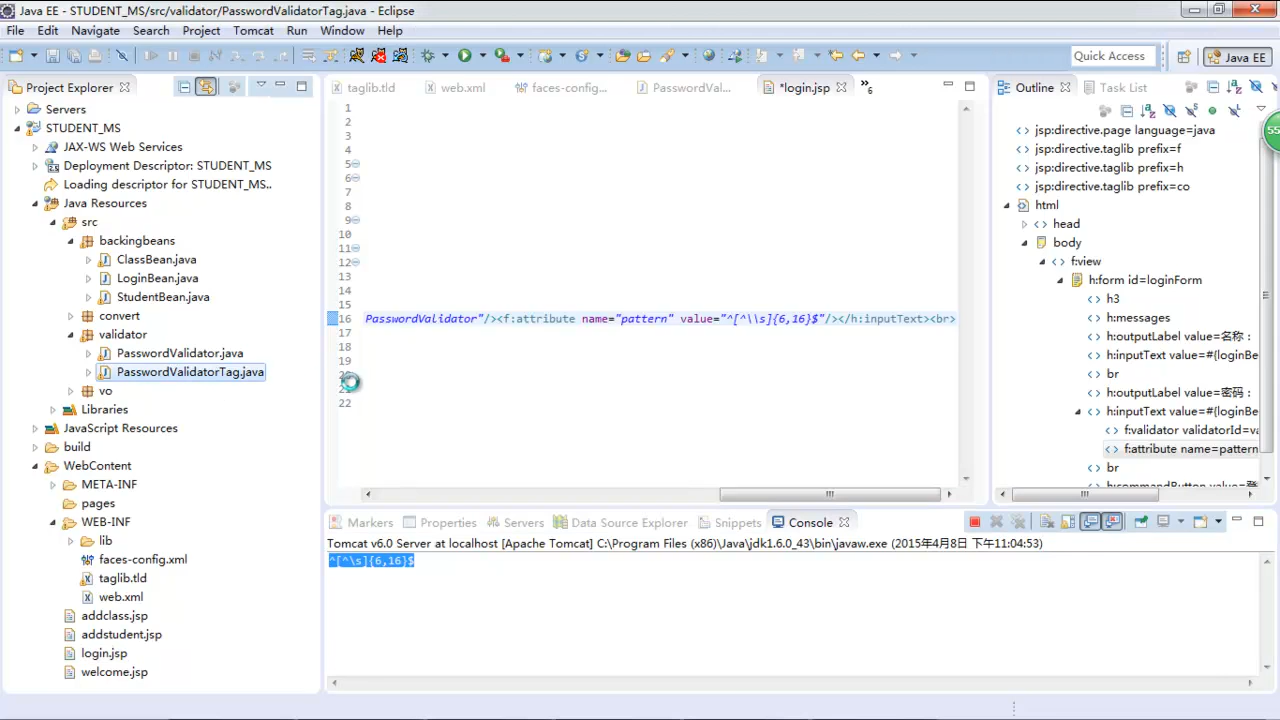 Java EE - STUDENT_MS/src/validator/PasswordValidatorTag.java - Eclipse
File Edit Navigate Search Project Tomcat Run Window Help
Quick Access
Java EE
Project Explorer
taglib.tld
web.xml
faces-config...
PasswordVal...
*login.jsp
»6
Outline
Task List
Servers
STUDENT_MS
JAX-WS Web Services
Deployment Descriptor: STUDENT_MS
Loading descriptor for STUDENT_MS..
Java Resources
src
backingbeans
ClassBean.java
LoginBean.java
StudentBean.java
convert
validator
PasswordValidator.java
PasswordValidatorTag.java
vo
Libraries
JavaScript Resources
build
WebContent
META-INF
pages
WEB-INF
lib
faces-config.xml
taglib.tld
web.xml
addclass.jsp
addstudent.jsp
login.jsp
welcome.jsp
1
2
3
4
5
6
7
8
9
10
11
12
13
14
15
16 PasswordValidator"/><f:attribute name="pattern" value="^[^\\s]{6,16}$"/></h:inputText><br>
17
18
19
22
jsp:directive.page language=java
jsp:directive.taglib prefix=f
jsp:directive.taglib prefix=h
jsp:directive.taglib prefix=co
html
head
body
f:view
h:form id=loginForm
h3
h:messages
h:outputLabel value=名称：
h:inputText value=#{loginBe
br
h:outputLabel value=密码：
h:inputText value=#{loginBe
f:validator validatorId=va
f:attribute name=pattern
br
h:commandButton value=登
55
Markers
Properties
Servers
Data Source Explorer
Snippets
Console
Tomcat v6.0 Server at localhost [Apache Tomcat] C:\Program Files (x86)\Java\jdk1.6.0_43\bin\javaw.exe (2015年4月8日 下午11:04:53)
^[^\s]{6,16}$